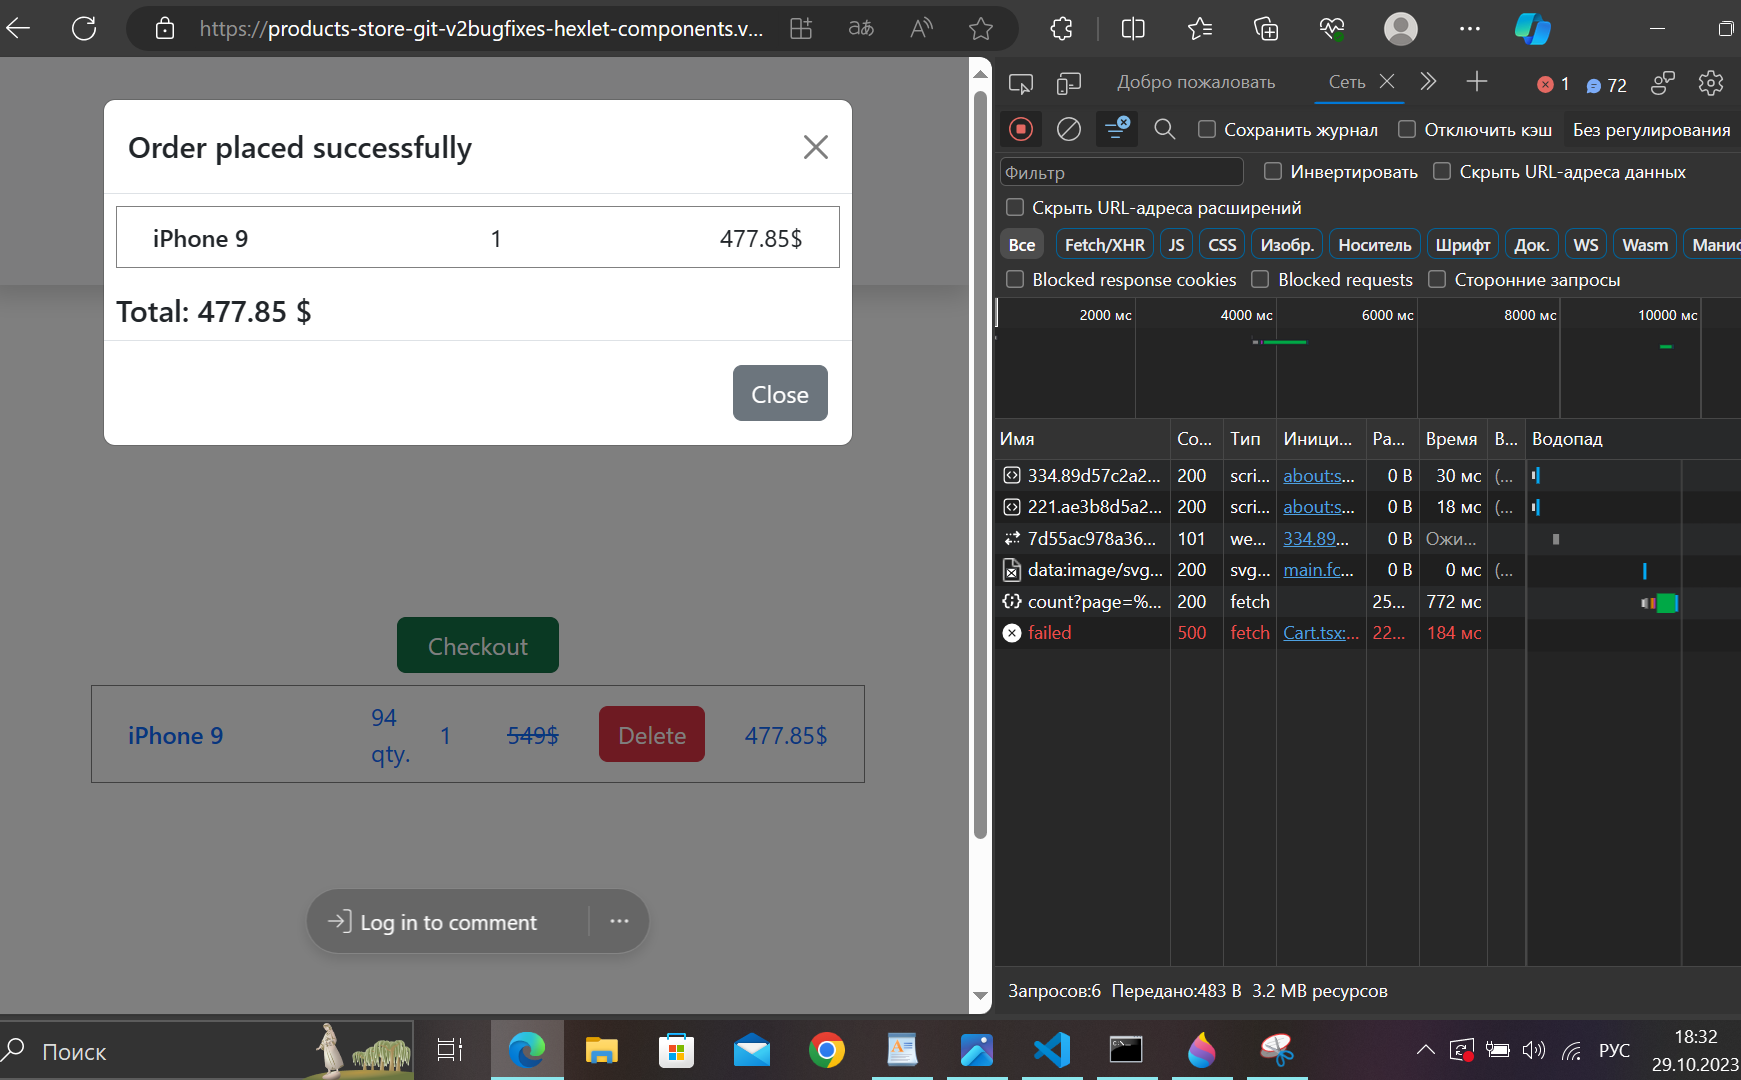 https://products-store-git-v2bugfixes-hexlet-components.v...
Order placed successfully
iPhone 9 1 477.85$
Total: 477.85 $
Close
Checkout
iPhone 9 94 qty. 1 549$ Delete 477.85$
Log in to comment
Добро пожаловать Сеть 1 72
Сохранить журнал Отключить кэш Без регулирования
Фильтр Инвертировать Скрыть URL-адреса данных
Скрыть URL-адреса расширений
Все Fetch/XHR JS CSS Изобр. Носитель Шрифт Док. WS Wasm Манис
Blocked response cookies Blocked requests Сторонние запросы
2000 мс 4000 мс 6000 мс 8000 мс 10000 мс
Имя Со... Тип Иници... Ра... Время В... Водопад
334.89d57c2a2... 200 scri... about:s... 0 В 30 мс (...
221.ae3b8d5a2... 200 scri... about:s... 0 В 18 мс (...
7d55ac978a36... 101 we... 334.89... 0 В Ожи...
data:image/svg... 200 svg... main.fc... 0 В 0 мс (...
count?page=%... 200 fetch 25... 772 мс
failed 500 fetch Cart.tsx:... 22... 184 мс
Запросов:6 Передано:483 В 3.2 MB ресурсов
Поиск
РУС
18:32
29.10.2023